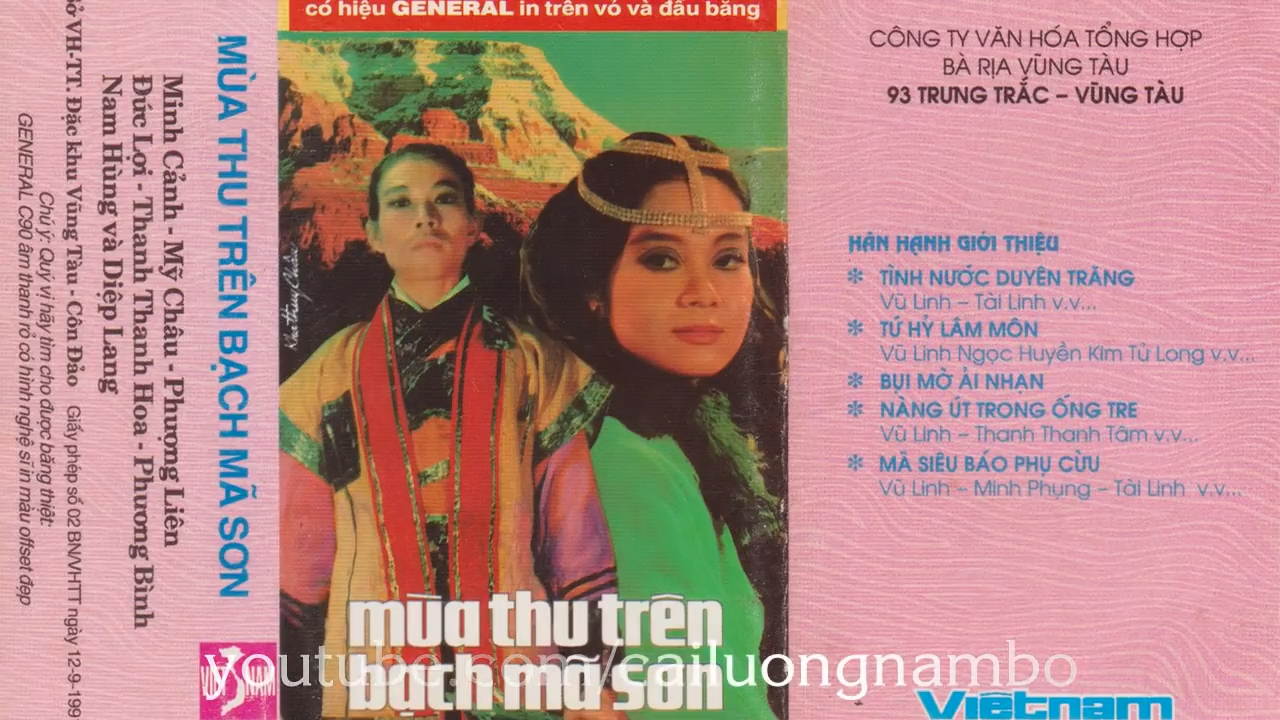 có hiệu GENERAL in trên vỏ và đầu băng
MÙA THU TRÊN BẠCH MÃ SƠN
Minh Cảnh - Mỹ Châu - Phượng Liên
Đức Lợi - Thanh Thanh Hoa - Phương Bình
Nam Hùng và Diệp Lang
VH-TT. Đặc khu Vũng Tàu - Côn Đảo Giấy phép số 02 BN/VHTT ngày 12-9-199
Chú ý: Quý vị hãy tìm cho được băng thiệt:
GENERAL C90 âm thanh rỏ có hình nghệ sĩ in màu offset đẹp
VIỆT NAM
mùa thu trên
bạch mã sơn
youtube.com/cailuongnambo
CÔNG TY VĂN HÓA TỔNG HỢP
BÀ RỊA VŨNG TÀU
93 TRƯNG TRẮC – VŨNG TÀU
HÂN HẠNH GIỚI THIỆU
* TÌNH NƯỚC DUYÊN TRĂNG
Vũ Linh – Tài Linh v.v...
* TỨ HỶ LÂM MÔN
Vũ Linh Ngọc Huyền Kim Tử Long v.v...
* BỤI MỜ ẢI NHẠN
* NÀNG ÚT TRONG ỐNG TRE
Vũ Linh – Thanh Thanh Tâm v.v...
* MÃ SIÊU BÁO PHỤ CỪU
Vũ Linh – Minh Phụng – Tài Linh v.v...
Việtnam